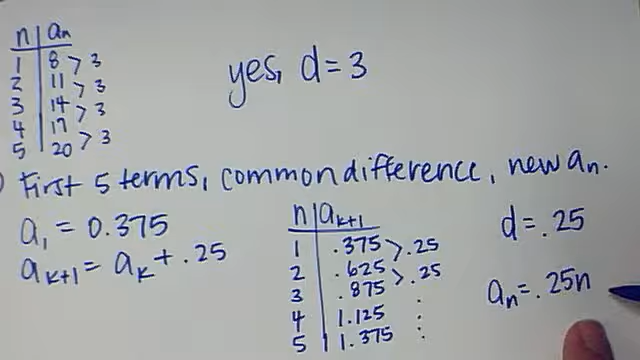 n aₙ
1 8 > 3
2 11 > 3
3 14 > 3
4 17 > 3
5 20
yes, d = 3
) First 5 terms, common difference, new aₙ.
a₁ = 0.375
aₖ₊₁ = aₖ + .25
n aₖ₊₁
1 .375 > .25
2 .625 > .25
3 .875
4 1.125
5 1.375
d = .25
aₙ = .25n